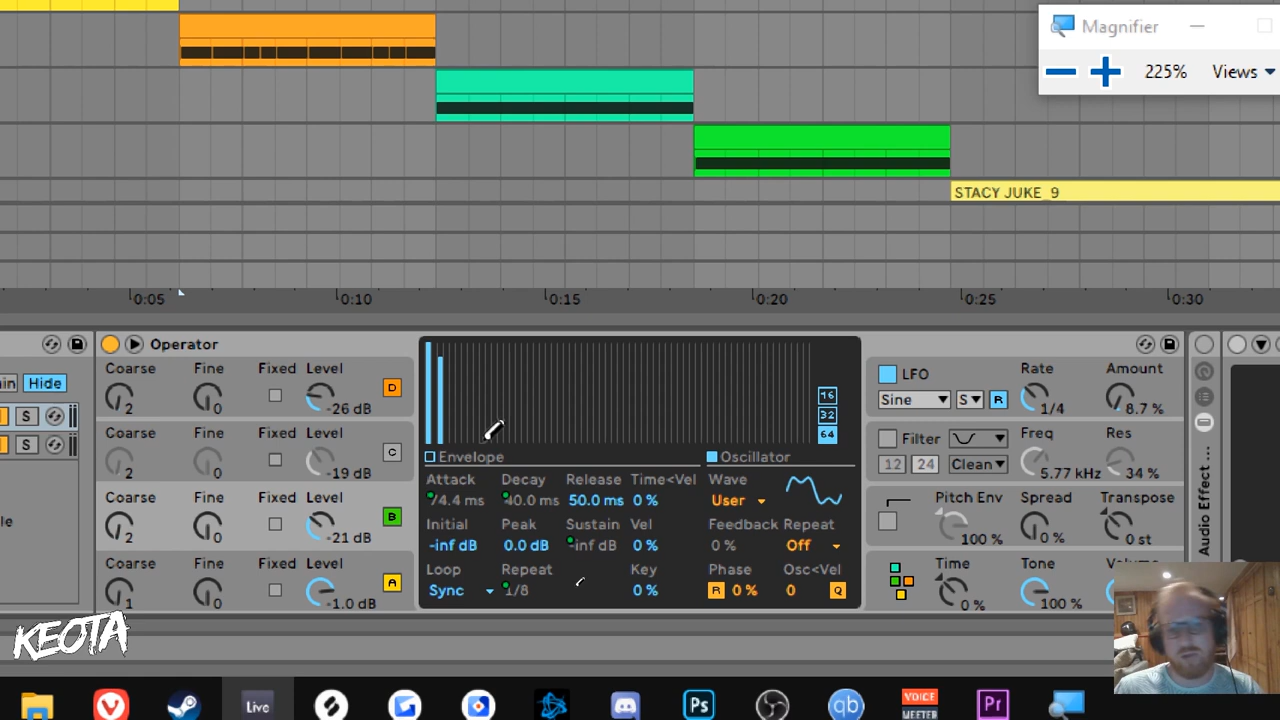 Magnifier
225% Views
STACY JUKE_9
0:05 0:10 0:15 0:20 0:25 0:30
Operator
Hide
S
S
Coarse Fine Fixed Level
2 0 -26 dB D
Coarse Fine Fixed Level
2 0 -19 dB C
Coarse Fine Fixed Level
2 0 -21 dB B
Coarse Fine Fixed Level
1 0 -1.0 dB A
16
32
64
Envelope Oscillator
Attack Decay Release Time<Vel Wave
40.0 ms 50.0 ms 0 % User
Initial Peak Sustain Vel Feedback Repeat
-inf dB 0.0 dB -inf dB 0 % 0 % Off
Loop Repeat Key Phase Osc<Vel
Sync 1/8 0 % R 0 % 0 Q
LFO Rate Amount
Sine S R 1/4 8.7 %
Filter Freq Res
12 24 Clean 5.77 kHz 34 %
Pitch Env Spread Transpose
100 % 0 % 0 st
Time Tone
0 % 100 %
Audio Effect ...
KEOTA
Live Ps qb VOICE MEETER Pr